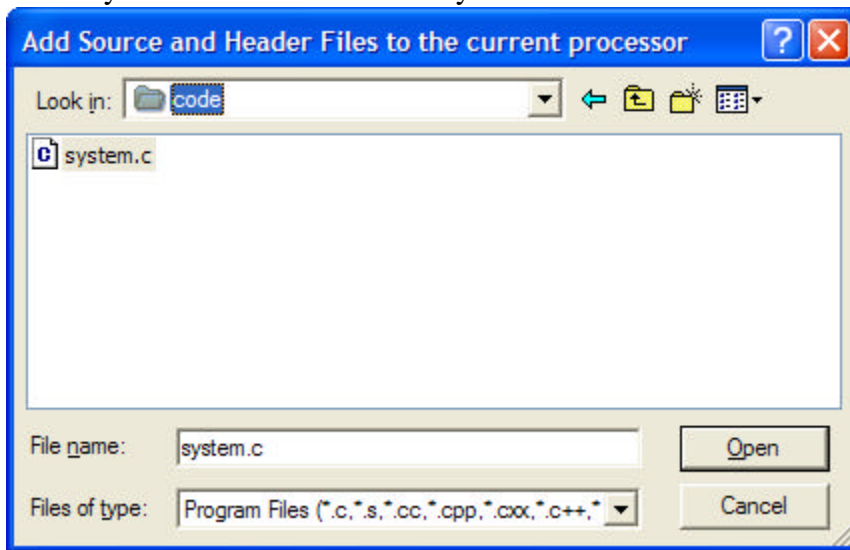 Add Source and Header Files to the current processor
Look in: code
system.c
File name: system.c Open
Files of type: Program Files (*.c,*.s,*.cc,*.cpp,*.cxx,*.c++,* Cancel